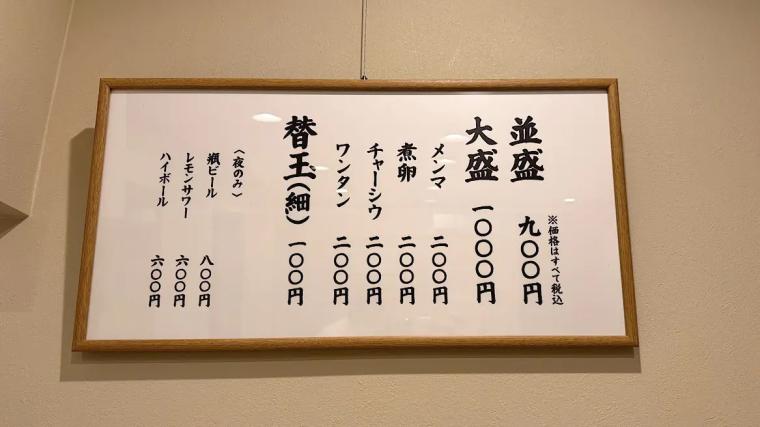 ※価格はすべて税込
並盛 九〇〇円
大盛 一〇〇〇円
メンマ 二〇〇円
煮卵 二〇〇円
チャーシウ 二〇〇円
ワンタン 二〇〇円
替玉(細) 一〇〇円
〈夜のみ〉
瓶ビール 八〇〇円
レモンサワー 六〇〇円
ハイボール 六〇〇円